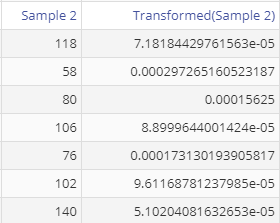 Sample 2 Transformed(Sample 2)
118 7.18184429761563e-05
58 0.000297265160523187
80 0.00015625
106 8.8999644001424e-05
76 0.000173130193905817
102 9.61168781237985e-05
140 5.10204081632653e-05